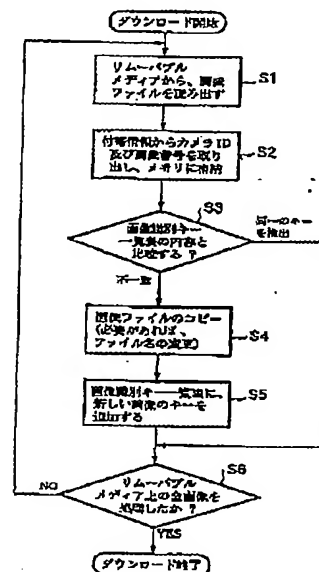 ダウンロード開始
リムーバブル
メディアから、画像
ファイルを読み出す
S1
付帯情報からカメラID
及び画像番号を取り
出し、メモリに格納
S2
画像識別キー
一覧表の内容と
比較する ?
S3
同一のキー
を検出
不一致
画像ファイルのコピー
(必要があれば、
ファイル名の変更)
S4
画像識別キー一覧表に、
新しい画像のキーを
追加する
S5
リムーバブル
メディア上の全画像を
処理したか ?
S6
NO
YES
ダウンロード終了